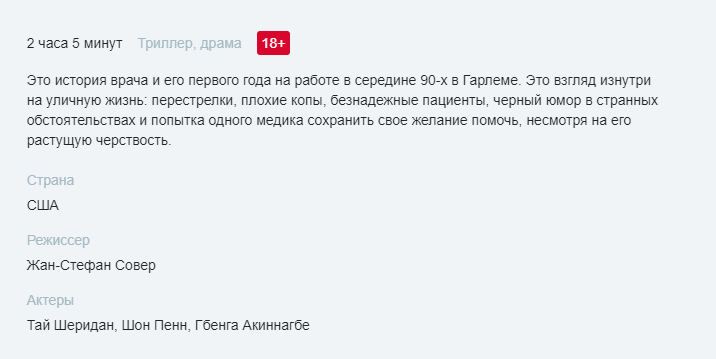 2 часа 5 минут Триллер, драма 18+
Это история врача и его первого года на работе в середине 90-х в Гарлеме. Это взгляд изнутри
на уличную жизнь: перестрелки, плохие копы, безнадежные пациенты, черный юмор в странных
обстоятельствах и попытка одного медика сохранить свое желание помочь, несмотря на его
растущую черствость.
Страна
США
Режиссер
Жан-Стефан Совер
Актеры
Тай Шеридан, Шон Пенн, Гбенга Акиннагбе